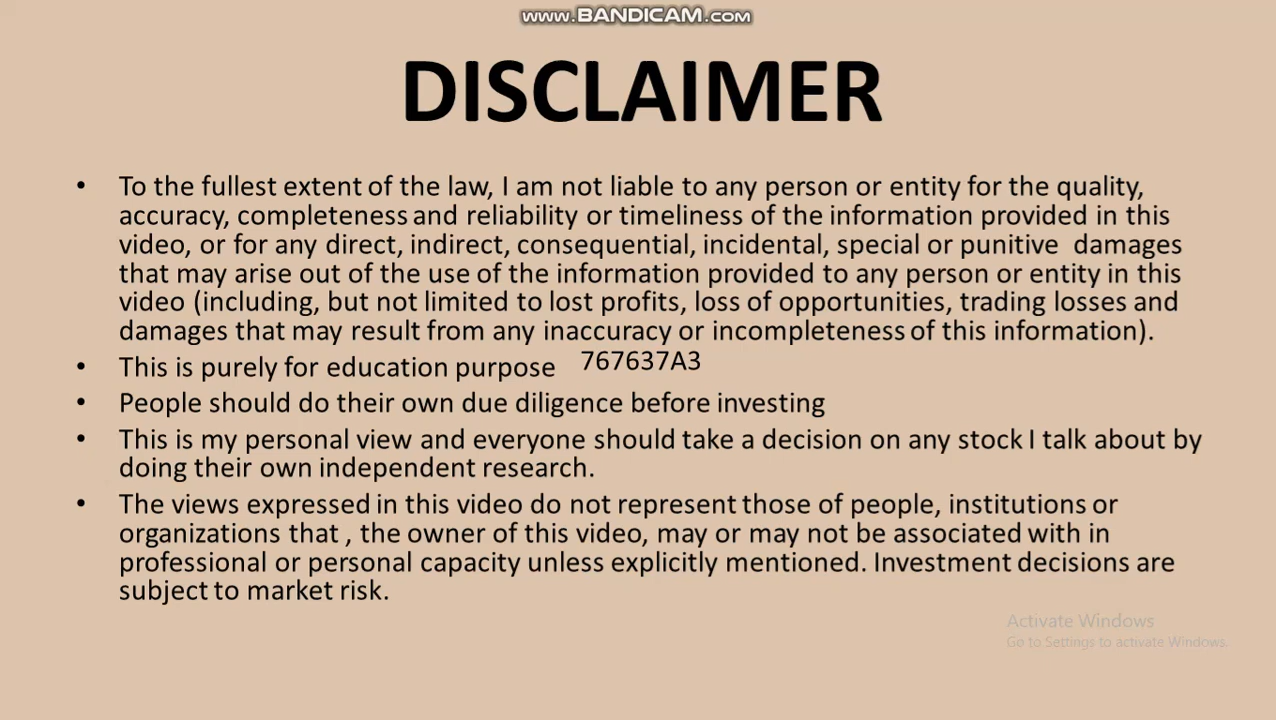 www.BANDICAM.com
DISCLAIMER
• To the fullest extent of the law, I am not liable to any person or entity for the quality,
accuracy, completeness and reliability or timeliness of the information provided in this
video, or for any direct, indirect, consequential, incidental, special or punitive damages
that may arise out of the use of the information provided to any person or entity in this
video (including, but not limited to lost profits, loss of opportunities, trading losses and
damages that may result from any inaccuracy or incompleteness of this information).
• This is purely for education purpose 767637A3
• People should do their own due diligence before investing
• This is my personal view and everyone should take a decision on any stock I talk about by
doing their own independent research.
• The views expressed in this video do not represent those of people, institutions or
organizations that , the owner of this video, may or may not be associated with in
professional or personal capacity unless explicitly mentioned. Investment decisions are
subject to market risk.
Activate Windows
Go to Settings to activate Windows.